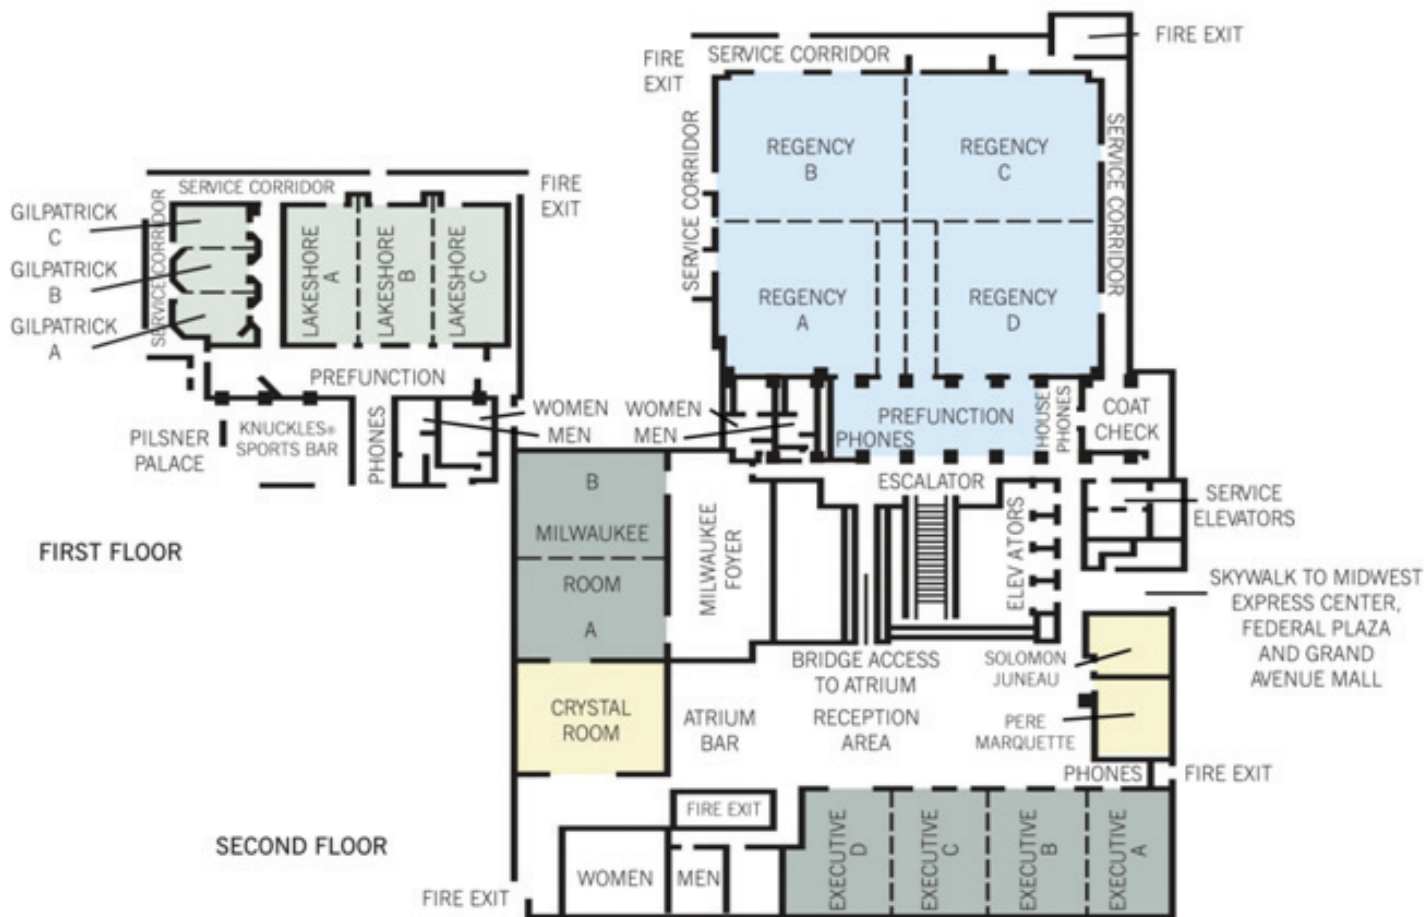 FIRE EXIT
SERVICE CORRIDOR
FIRE
EXIT
SERVICE CORRIDOR
REGENCY
B
REGENCY
C
SERVICE CORRIDOR
REGENCY
A
REGENCY
D
SERVICE CORRIDOR
FIRE
EXIT
SERVICE CORRIDOR
GILPATRICK
C
GILPATRICK
B
GILPATRICK
A
LAKESHORE
A
LAKESHORE
B
LAKESHORE
C
PREFUNCTION
PILSNER
PALACE
KNUCKLES®
SPORTS BAR
PHONES
WOMEN
MEN
WOMEN
MEN
PHONES
PREFUNCTION
HOUSE
PHONES
COAT
CHECK
FIRST FLOOR
B
MILWAUKEE
ROOM
A
MILWAUKEE
FOYER
ESCALATOR
ELEVATORS
SERVICE
ELEVATORS
SKYWALK TO MIDWEST
EXPRESS CENTER,
FEDERAL PLAZA
AND GRAND
AVENUE MALL
BRIDGE ACCESS
TO ATRIUM
SOLOMON
JUNEAU
CRYSTAL
ROOM
ATRIUM
BAR
RECEPTION
AREA
PERE
MARQUETTE
PHONES
FIRE EXIT
FIRE EXIT
SECOND FLOOR
EXECUTIVE
D
EXECUTIVE
C
EXECUTIVE
B
EXECUTIVE
A
WOMEN
MEN
FIRE EXIT